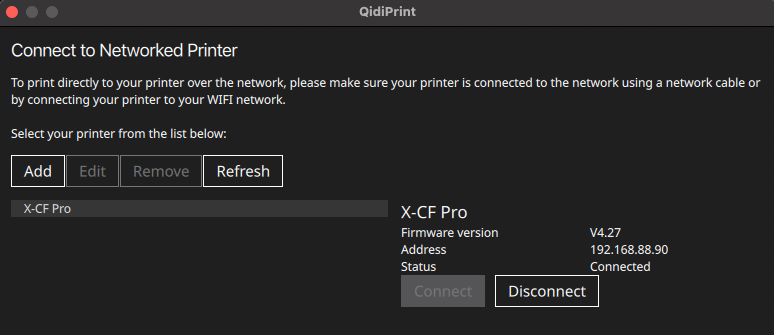 QidiPrint
Connect to Networked Printer
To print directly to your printer over the network, please make sure your printer is connected to the network using a network cable or
by connecting your printer to your WIFI network.
Select your printer from the list below:
Add Edit Remove Refresh
X-CF Pro
X-CF Pro
Firmware version V4.27
Address 192.168.88.90
Status Connected
Connect Disconnect